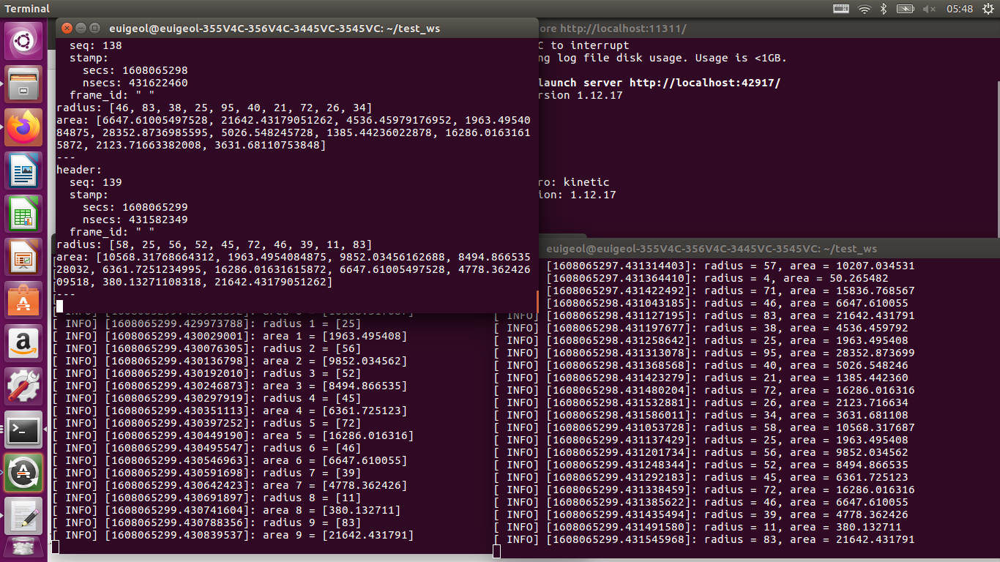 Terminal
05:48
euigeol@euigeol-355V4C-356V4C-3445VC-3545VC: ~/test_ws
  seq: 138
  stamp:
    secs: 1608065298
    nsecs: 431622460
  frame_id: " "
radius: [46, 83, 38, 25, 95, 40, 21, 72, 26, 34]
area: [6647.61005497528, 21642.43179051262, 4536.45979176952, 1963.49540
84875, 28352.8736985595, 5026.548245728, 1385.44236022878, 16286.0163161
5872, 2123.71663382008, 3631.68110753848]
---
header:
  seq: 139
  stamp:
    secs: 1608065299
    nsecs: 431582349
  frame_id: " "
radius: [58, 25, 56, 52, 45, 72, 46, 39, 11, 83]
area: [10568.31768664312, 1963.4954084875, 9852.03456162688, 8494.866535
28032, 6361.7251234995, 16286.01631615872, 6647.61005497528, 4778.362426
09518, 380.13271108318, 21642.43179051262]
---
ore http://localhost:11311/
C to interrupt
ng log file disk usage. Usage is <1GB.
launch server http://localhost:42917/
rsion 1.12.17
ro: kinetic
ion: 1.12.17
[ INFO] [1608065299.429973788]: radius 1 = [25]
[ INFO] [1608065299.430029001]: area 1 = [1963.495408]
[ INFO] [1608065299.430076305]: radius 2 = [56]
[ INFO] [1608065299.430136798]: area 2 = [9852.034562]
[ INFO] [1608065299.430192010]: radius 3 = [52]
[ INFO] [1608065299.430246873]: area 3 = [8494.866535]
[ INFO] [1608065299.430297919]: radius 4 = [45]
[ INFO] [1608065299.430351113]: area 4 = [6361.725123]
[ INFO] [1608065299.430397252]: radius 5 = [72]
[ INFO] [1608065299.430449190]: area 5 = [16286.016316]
[ INFO] [1608065299.430495547]: radius 6 = [46]
[ INFO] [1608065299.430546963]: area 6 = [6647.610055]
[ INFO] [1608065299.430591698]: radius 7 = [39]
[ INFO] [1608065299.430642423]: area 7 = [4778.362426]
[ INFO] [1608065299.430691897]: radius 8 = [11]
[ INFO] [1608065299.430741604]: area 8 = [380.132711]
[ INFO] [1608065299.430788356]: radius 9 = [83]
[ INFO] [1608065299.430839537]: area 9 = [21642.431791]
euigeol@euigeol-355V4C-356V4C-3445VC-3545VC: ~/test_ws
[1608065297.431314403]: radius = 57, area = 10207.034531
[1608065297.431364410]: radius = 4, area = 50.265482
[1608065297.431422492]: radius = 71, area = 15836.768567
[1608065298.431043185]: radius = 46, area = 6647.610055
[ INFO] [1608065298.431127195]: radius = 83, area = 21642.431791
[ INFO] [1608065298.431197677]: radius = 38, area = 4536.459792
[ INFO] [1608065298.431258642]: radius = 25, area = 1963.495408
[ INFO] [1608065298.431313078]: radius = 95, area = 28352.873699
[ INFO] [1608065298.431368568]: radius = 40, area = 5026.548246
[ INFO] [1608065298.431423279]: radius = 21, area = 1385.442360
[ INFO] [1608065298.431480204]: radius = 72, area = 16286.016316
[ INFO] [1608065298.431532881]: radius = 26, area = 2123.716634
[ INFO] [1608065298.431586011]: radius = 34, area = 3631.681108
[ INFO] [1608065299.431053728]: radius = 58, area = 10568.317687
[ INFO] [1608065299.431137429]: radius = 25, area = 1963.495408
[ INFO] [1608065299.431201734]: radius = 56, area = 9852.034562
[ INFO] [1608065299.431248344]: radius = 52, area = 8494.866535
[ INFO] [1608065299.431292183]: radius = 45, area = 6361.725123
[ INFO] [1608065299.431338459]: radius = 72, area = 16286.016316
[ INFO] [1608065299.431385622]: radius = 46, area = 6647.610055
[ INFO] [1608065299.431435494]: radius = 39, area = 4778.362426
[ INFO] [1608065299.431491580]: radius = 11, area = 380.132711
[ INFO] [1608065299.431545968]: radius = 83, area = 21642.431791